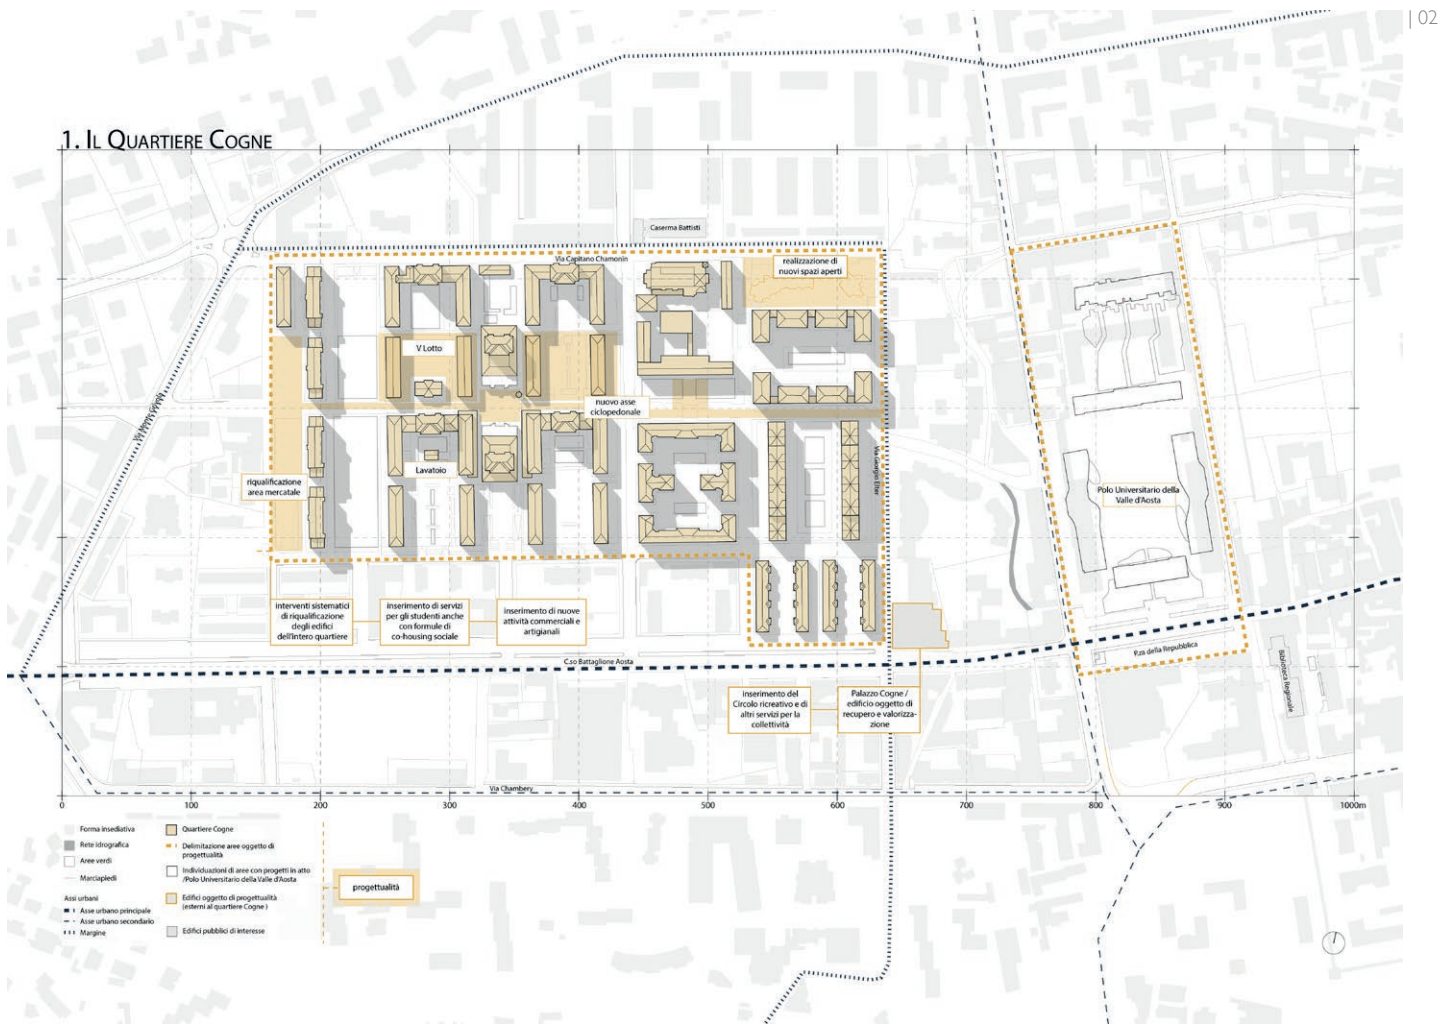 | 02
1. IL QUARTIERE COGNE
Caserma Battisti
Via Capitano Chamonin
realizzazione di
nuovi spazi aperti
V Lotto
nuovo asse
ciclopedonale
Lavatoio
riqualificazione
area mercatale
Via Giorgio Elter
Polo Universitario della
Valle d'Aosta
interventi sistematici
di riqualificazione
degli edifici
dell'intero quartiere
inserimento di servizi
per gli studenti anche
con formule di
co-housing sociale
inserimento di nuove
attività commerciali e
artigianali
C.so Battaglione Aosta
P.za della Repubblica
Biblioteca Regionale
inserimento del
Circolo ricreativo e di
altri servizi per la
collettività
Palazzo Cogne /
edificio oggetto di
recupero e valorizza-
zione
Via Chambery
0 100 200 300 400 500 600 700 800 900 1000m
Forma insediativa
Rete idrografica
Aree verdi
Marciapiedi
Assi urbani
Asse urbano principale
Asse urbano secondario
Margine
Quartiere Cogne
Delimitazione aree oggetto di
progettualità
Individuazioni di aree con progetti in atto
/Polo Universitario della Valle d'Aosta
Edifici oggetto di progettualità
(esterni al quartiere Cogne )
Edifici pubblici di interesse
progettualità